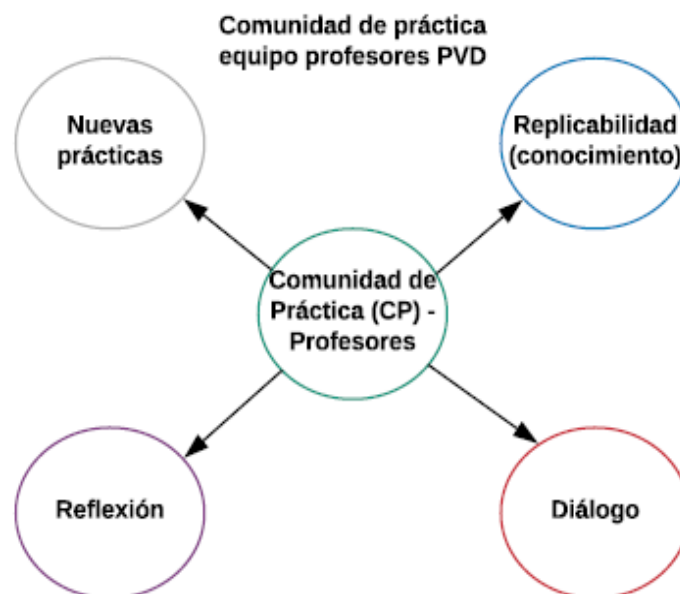 Comunidad de práctica
equipo profesores PVD
Nuevas
prácticas
Replicabilidad
(conocimiento)
Comunidad de
Práctica (CP) -
Profesores
Reflexión
Diálogo